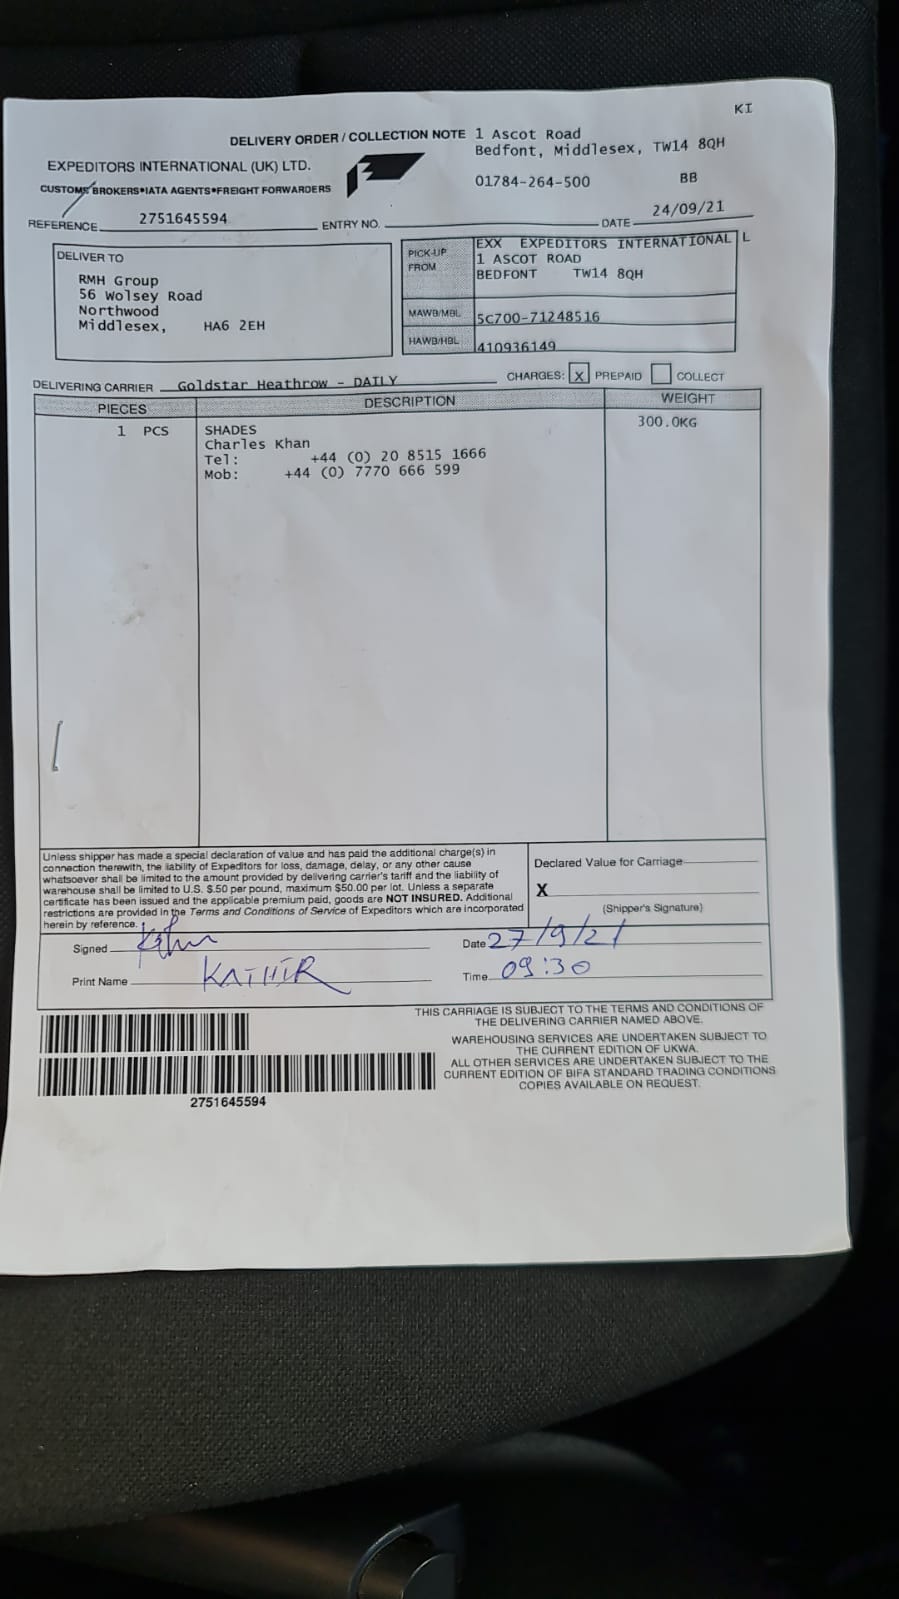 KI
DELIVERY ORDER / COLLECTION NOTE 1 Ascot Road
Bedfont, Middlesex, TW14 8QH
EXPEDITORS INTERNATIONAL (UK) LTD.
CUSTOMS BROKERS•IATA AGENTS•FREIGHT FORWARDERS
01784-264-500 BB
REFERENCE 2751645594 ENTRY NO. DATE 24/09/21
DELIVER TO
RMH Group
56 Wolsey Road
Northwood
Middlesex, HA6 2EH
PICK-UP FROM
EXX EXPEDITORS INTERNATIONAL L
1 ASCOT ROAD
BEDFONT TW14 8QH
MAWB/MBL 5C700-71248516
HAWB/HBL 410936149
DELIVERING CARRIER Goldstar Heathrow - DAILY CHARGES: X PREPAID COLLECT
PIECES DESCRIPTION WEIGHT
1 PCS SHADES 300.0KG
Charles Khan
Tel: +44 (0) 20 8515 1666
Mob: +44 (0) 7770 666 599
Unless shipper has made a special declaration of value and has paid the additional charge(s) in
connection therewith, the liability of Expeditors for loss, damage, delay, or any other cause
whatsoever shall be limited to the amount provided by delivering carrier's tariff and the liability of
warehouse shall be limited to U.S. $.50 per pound, maximum $50.00 per lot. Unless a separate
certificate has been issued and the applicable premium paid, goods are NOT INSURED. Additional
restrictions are provided in the Terms and Conditions of Service of Expeditors which are incorporated
herein by reference.
Declared Value for Carriage
X
(Shipper's Signature)
Signed Date 27/9/21
Print Name KATHIR Time 09:30
THIS CARRIAGE IS SUBJECT TO THE TERMS AND CONDITIONS OF
THE DELIVERING CARRIER NAMED ABOVE.
WAREHOUSING SERVICES ARE UNDERTAKEN SUBJECT TO
THE CURRENT EDITION OF UKWA.
ALL OTHER SERVICES ARE UNDERTAKEN SUBJECT TO THE
CURRENT EDITION OF BIFA STANDARD TRADING CONDITIONS
COPIES AVAILABLE ON REQUEST.
2751645594